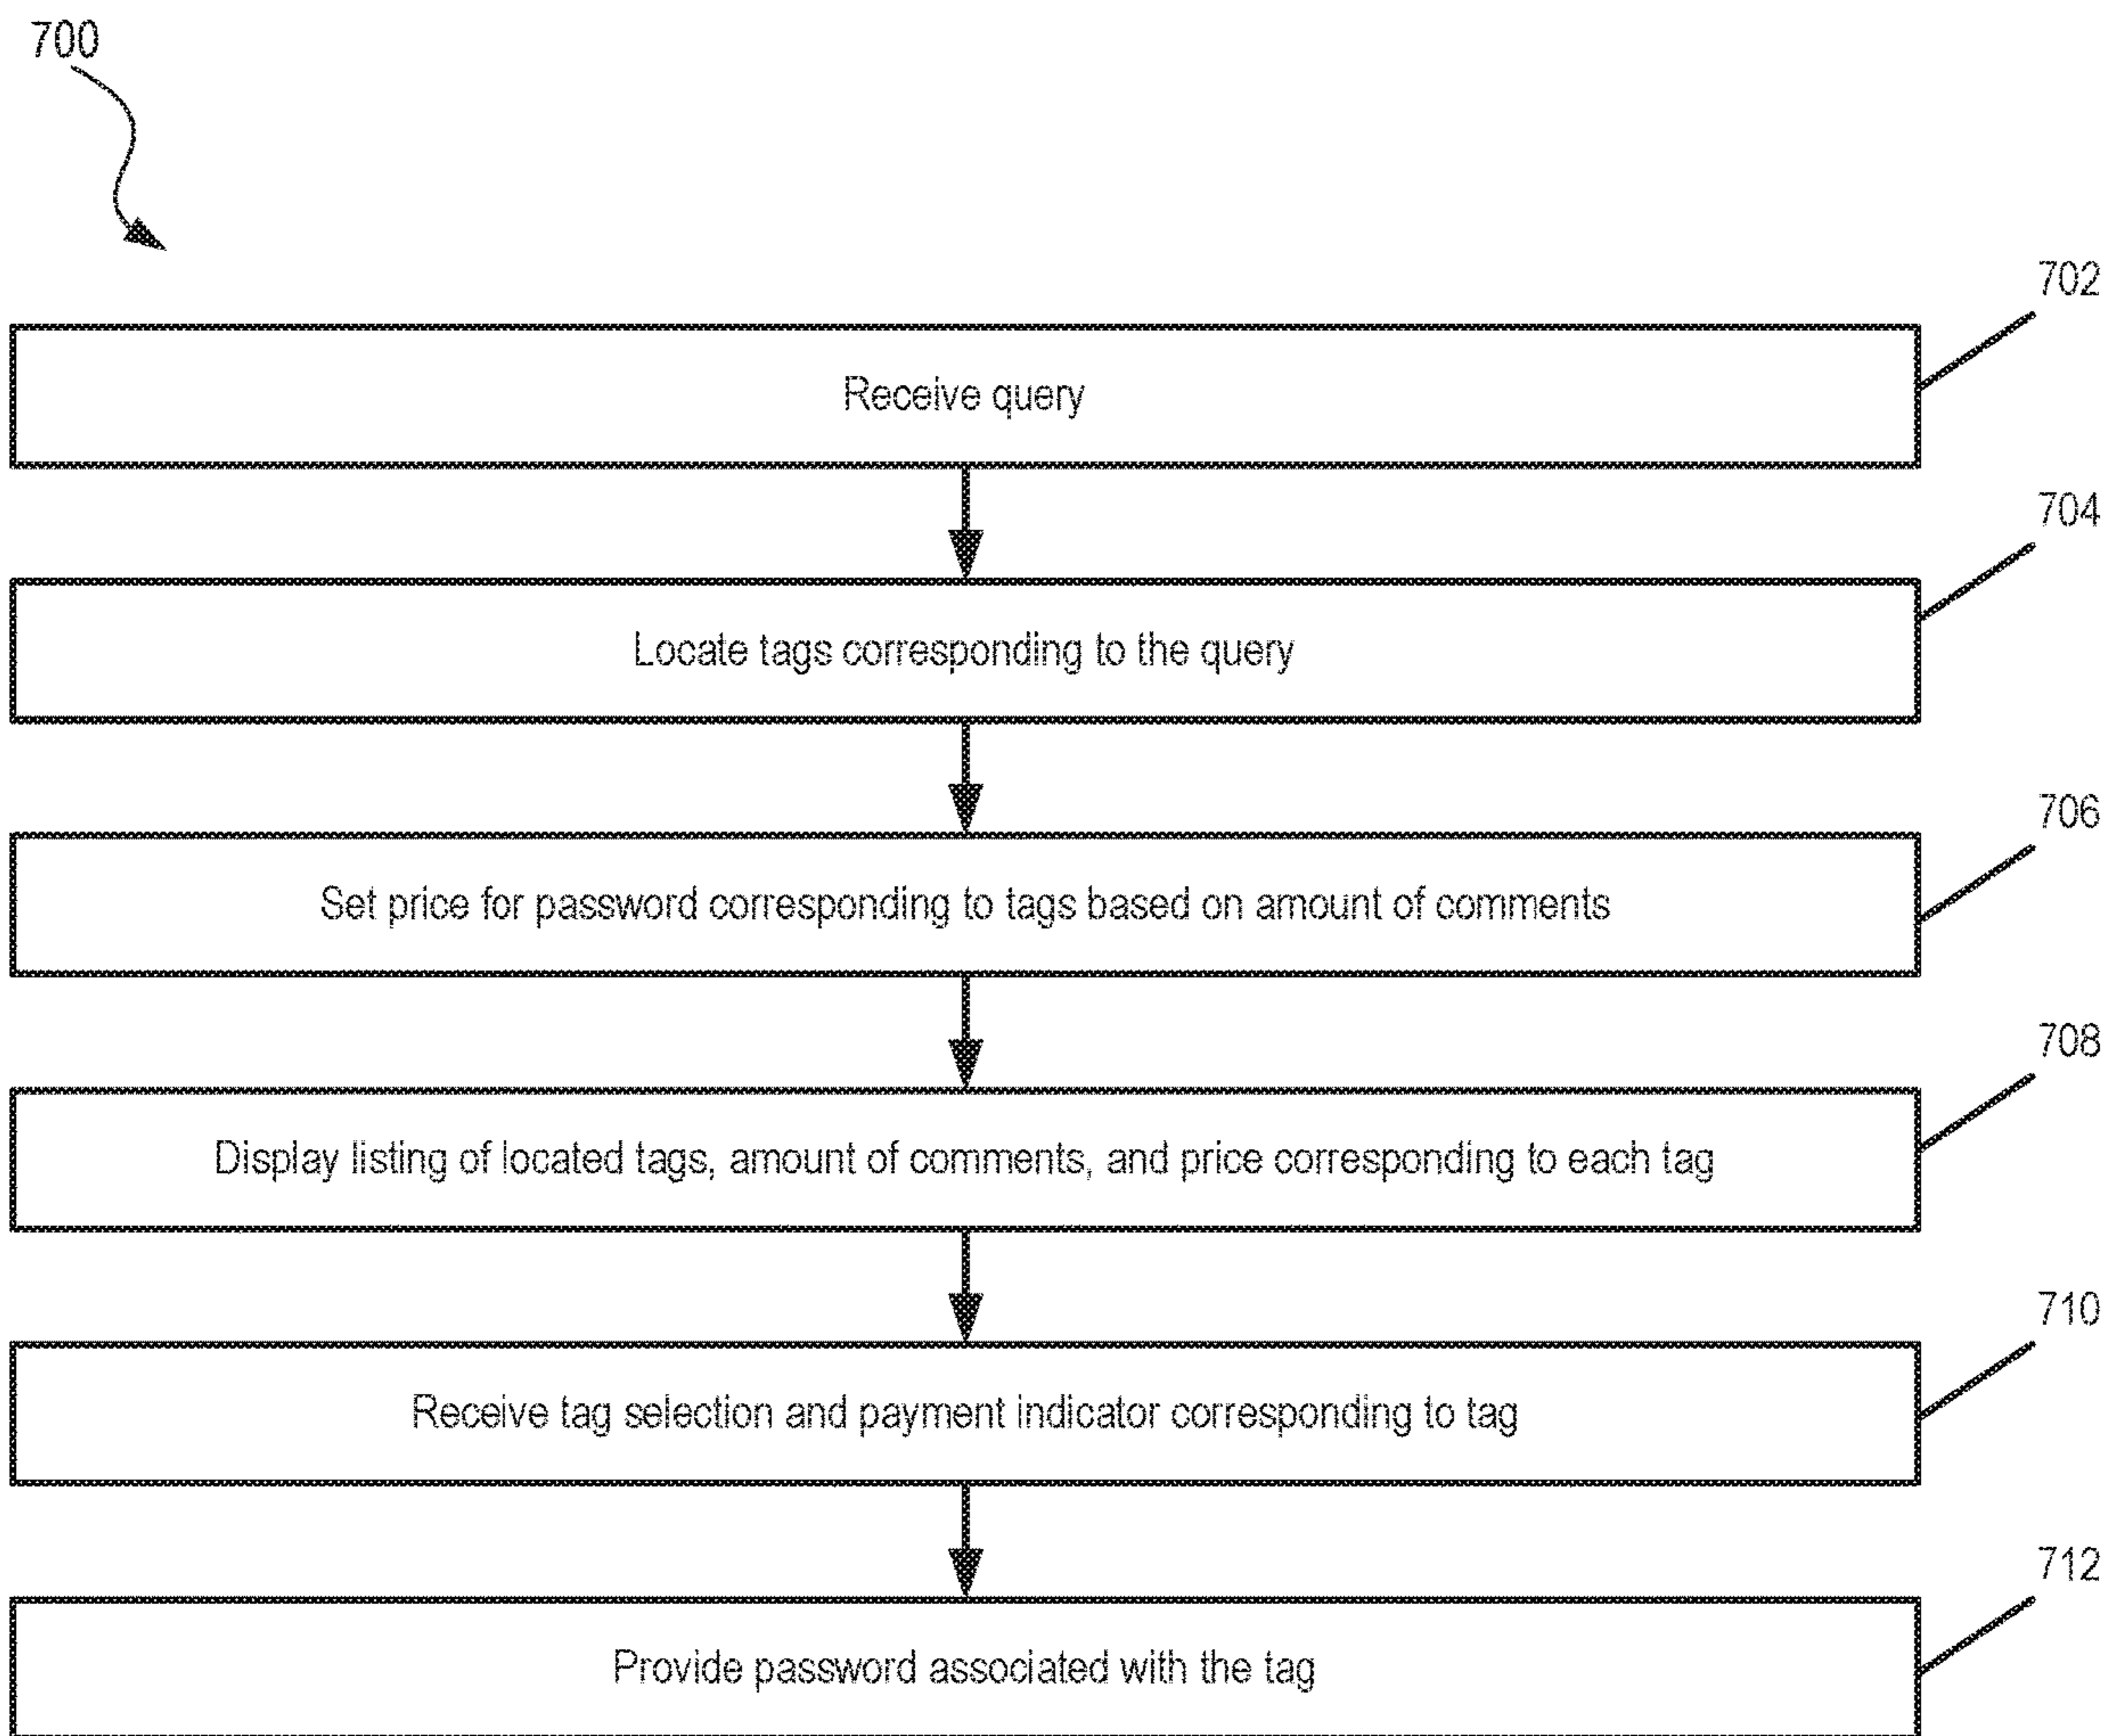 700
702
Receive query
704
Locate tags corresponding to the query
706
Set price for password corresponding to tags based on amount of comments
708
Display listing of located tags, amount of comments, and price corresponding to each tag
710
Receive tag selection and payment indicator corresponding to tag
712
Provide password associated with the tag